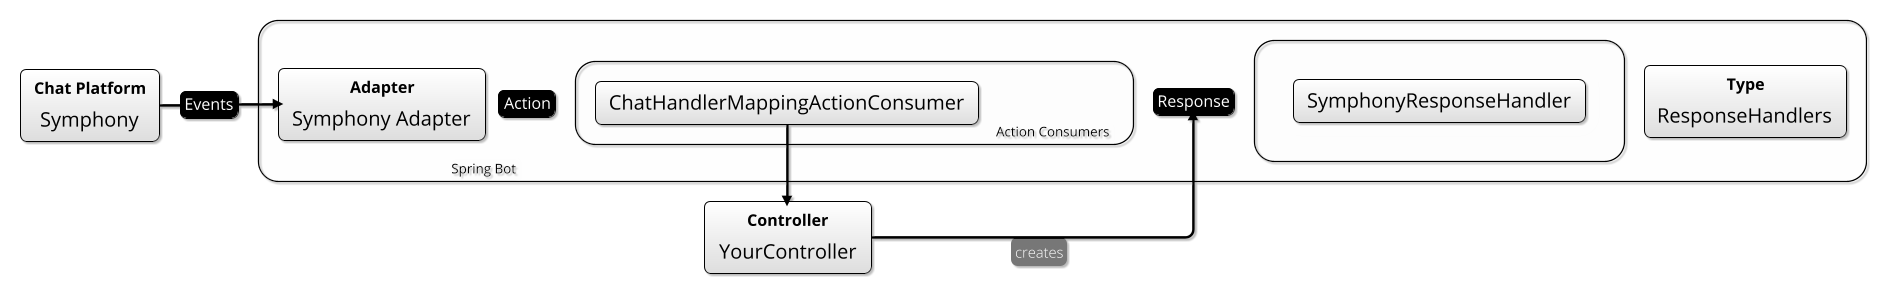 Chat Platform
Symphony
Events
Adapter
Symphony Adapter
Action
ChatHandlerMappingActionConsumer
Action Consumers
Response
SymphonyResponseHandler
Type
ResponseHandlers
Spring Bot
Controller
YourController
creates